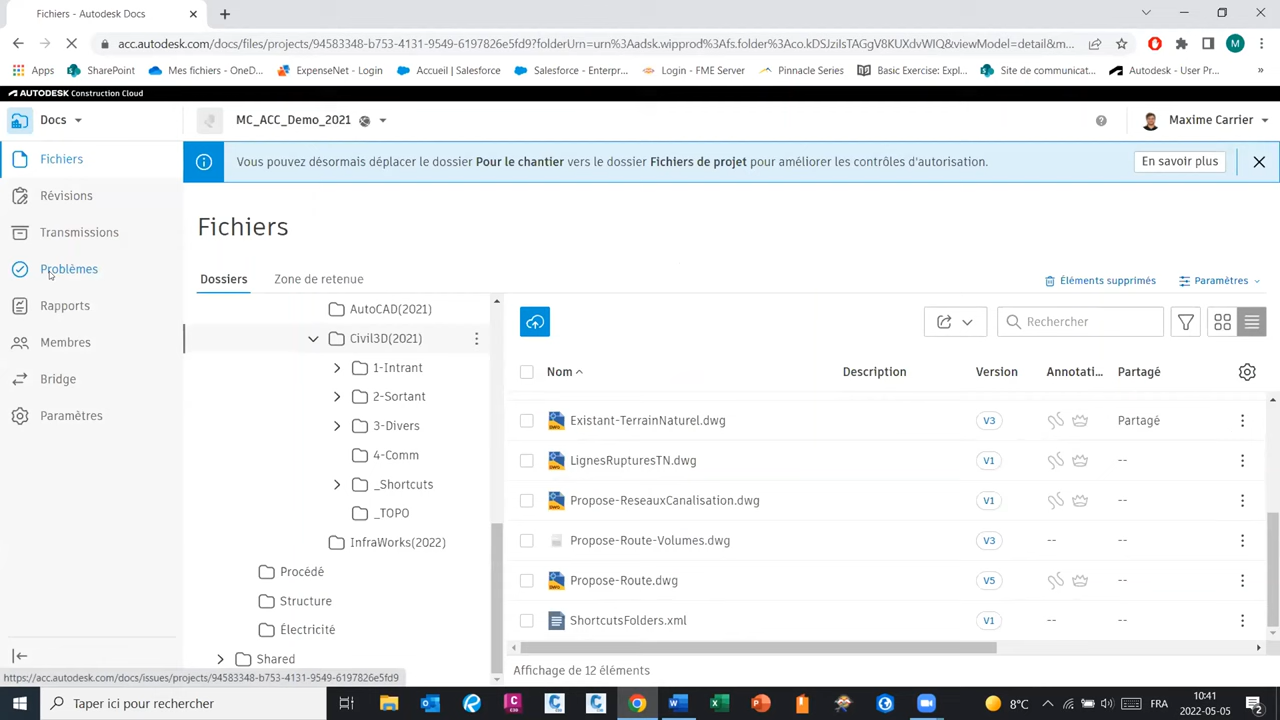 Fichiers - Autodesk Docs
acc.autodesk.com/docs/files/projects/94583348-b753-4131-9549-6197826e5fd9?folderUrn=urn%3Aadsk.wipprod%3Afs.folder%3Aco.kDSJziIsTAGgV8KUXdvWIQ&viewModel=detail&m...
M
Apps SharePoint Mes fichiers - OneD... ExpenseNet - Login Accueil | Salesforce Salesforce - Enterpr... Login - FME Server Pinnacle Series Basic Exercise: Expl... Site de communicat... Autodesk - User Pr... »
AUTODESK Construction Cloud
Docs MC_ACC_Demo_2021 Maxime Carrier
Fichiers
Révisions
Transmissions
Problèmes
Rapports
Membres
Bridge
Paramètres
Vous pouvez désormais déplacer le dossier Pour le chantier vers le dossier Fichiers de projet pour améliorer les contrôles d'autorisation. En savoir plus
Fichiers
Dossiers Zone de retenue Éléments supprimés Paramètres
AutoCAD(2021)
Civil3D(2021)
1-Intrant
2-Sortant
3-Divers
4-Comm
_Shortcuts
_TOPO
InfraWorks(2022)
Procédé
Structure
Électricité
Shared
Rechercher
Nom Description Version Annotati... Partagé
Existant-TerrainNaturel.dwg V3 Partagé
LignesRupturesTN.dwg V1 --
Propose-ReseauxCanalisation.dwg V1 --
Propose-Route-Volumes.dwg V3 -- --
Propose-Route.dwg V5 --
ShortcutsFolders.xml V1 -- --
Affichage de 12 éléments
https://acc.autodesk.com/docs/issues/projects/94583348-b753-4131-9549-6197826e5fd9
Taper ici pour rechercher
8°C FRA 10:41
2022-05-05
2